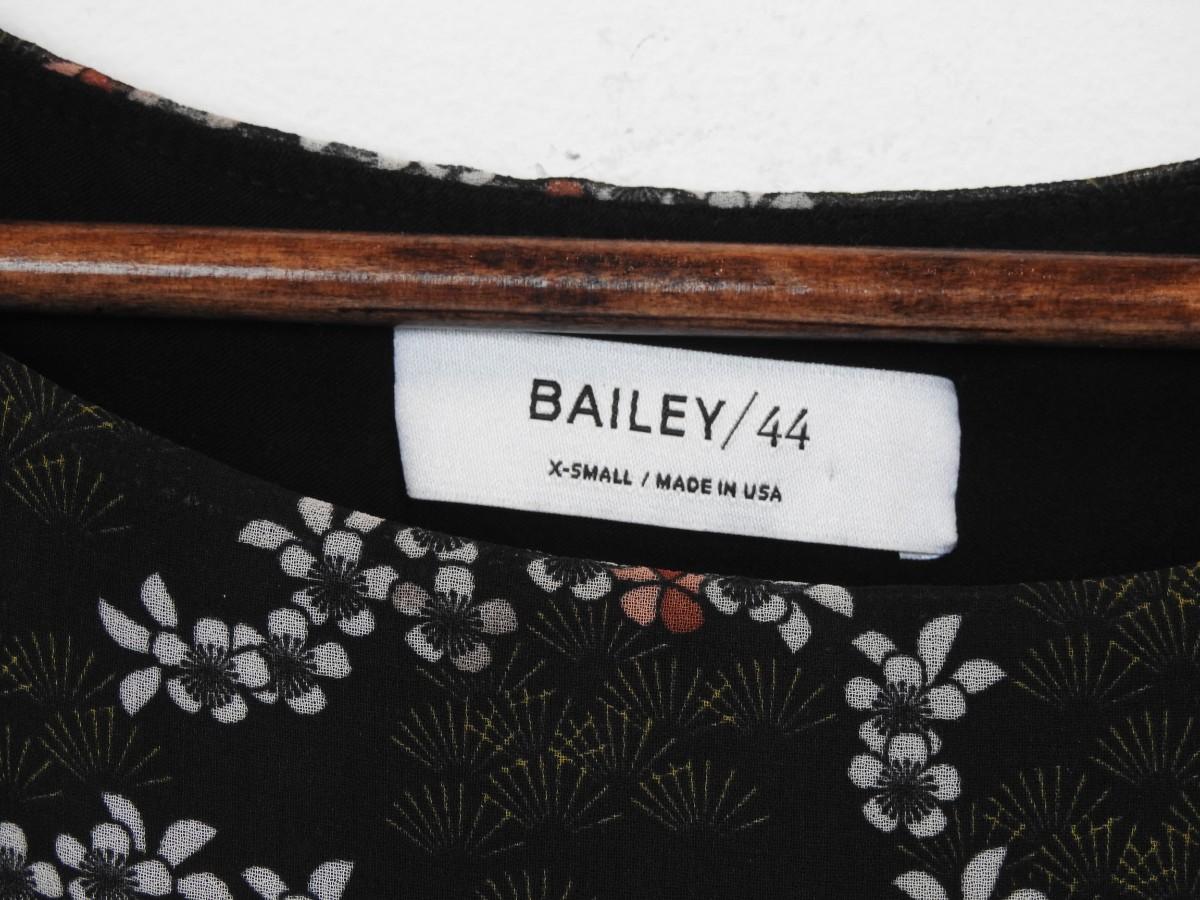 BAILEY/44
X-SMALL / MADE IN USA